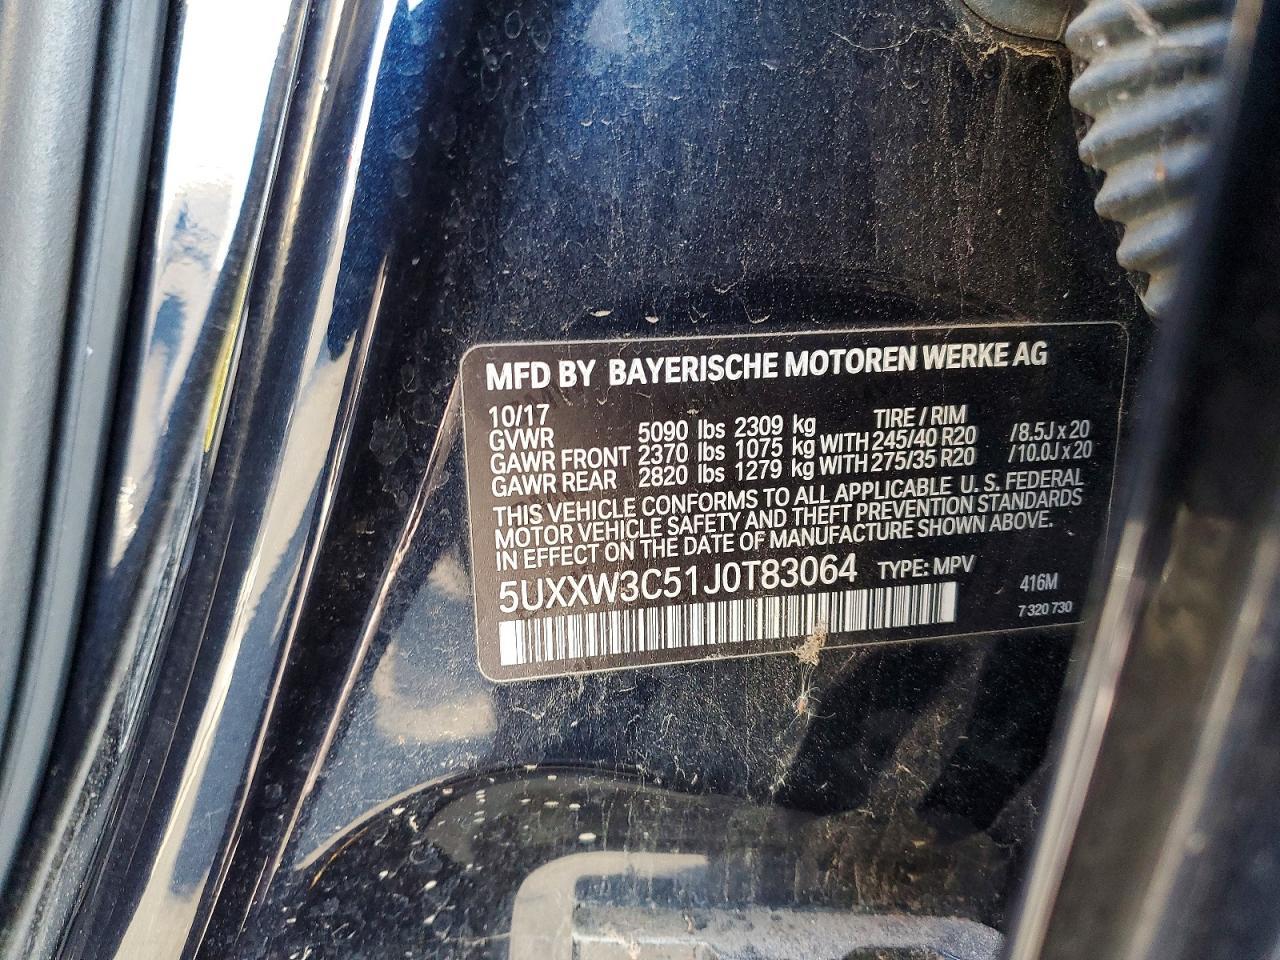 MFD BY BAYERISCHE MOTOREN WERKE AG
10/17 TIRE / RIM
GVWR 5090 lbs 2309 kg
GAWR FRONT 2370 lbs 1075 kg WITH 245/40 R20 /8.5J x 20
GAWR REAR 2820 lbs 1279 kg WITH 275/35 R20 /10.0J x 20
THIS VEHICLE CONFORMS TO ALL APPLICABLE U. S. FEDERAL
MOTOR VEHICLE SAFETY AND THEFT PREVENTION STANDARDS
IN EFFECT ON THE DATE OF MANUFACTURE SHOWN ABOVE.
5UXXW3C51J0T83064 TYPE: MPV
416M
7 320 730